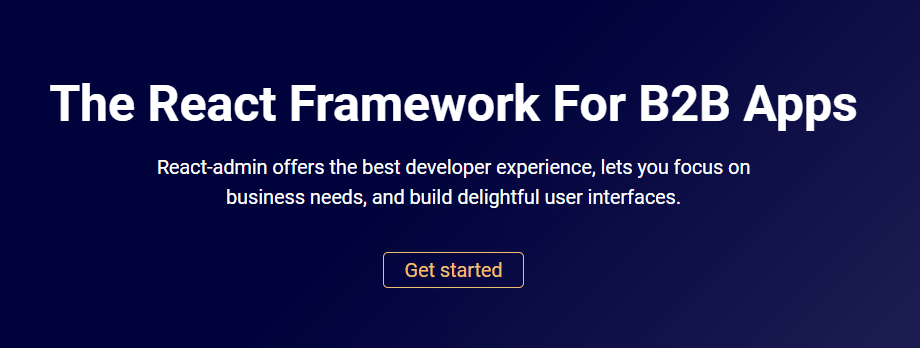 The React Framework For B2B Apps
React-admin offers the best developer experience, lets you focus on
business needs, and build delightful user interfaces.
Get started